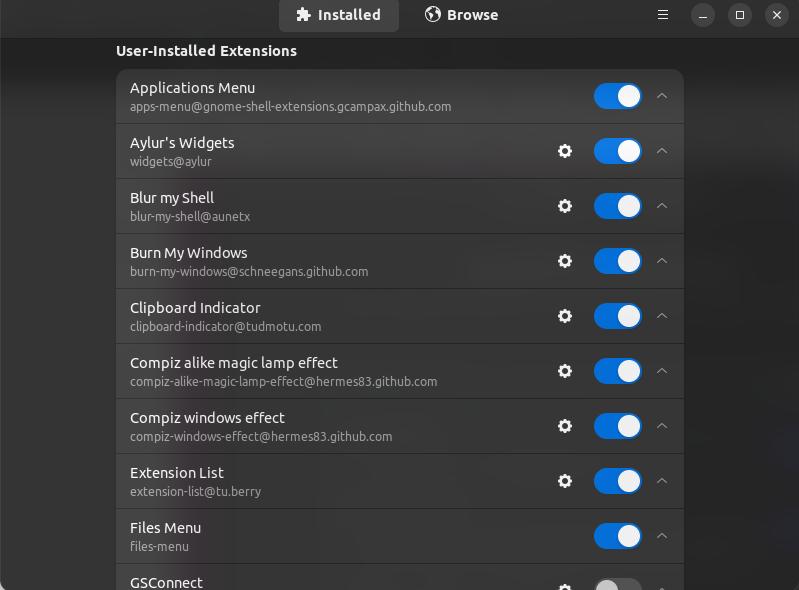 Installed
Browse
User-Installed Extensions
Applications Menu
apps-menu@gnome-shell-extensions.gcampax.github.com
Aylur's Widgets
widgets@aylur
Blur my Shell
blur-my-shell@aunetx
Burn My Windows
burn-my-windows@schneegans.github.com
Clipboard Indicator
clipboard-indicator@tudmotu.com
Compiz alike magic lamp effect
compiz-alike-magic-lamp-effect@hermes83.github.com
Compiz windows effect
compiz-windows-effect@hermes83.github.com
Extension List
extension-list@tu.berry
Files Menu
files-menu
GSConnect